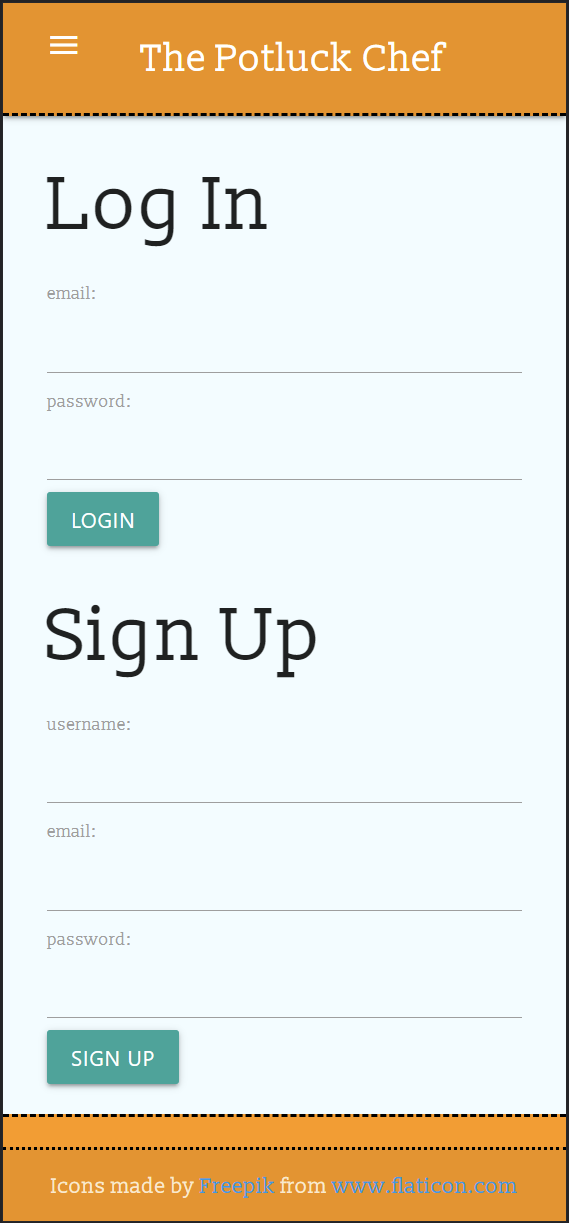 The Potluck Chef
Log In
email:
password:
LOGIN
Sign Up
username:
email:
password:
SIGN UP
Icons made by Freepik from www.flaticon.com